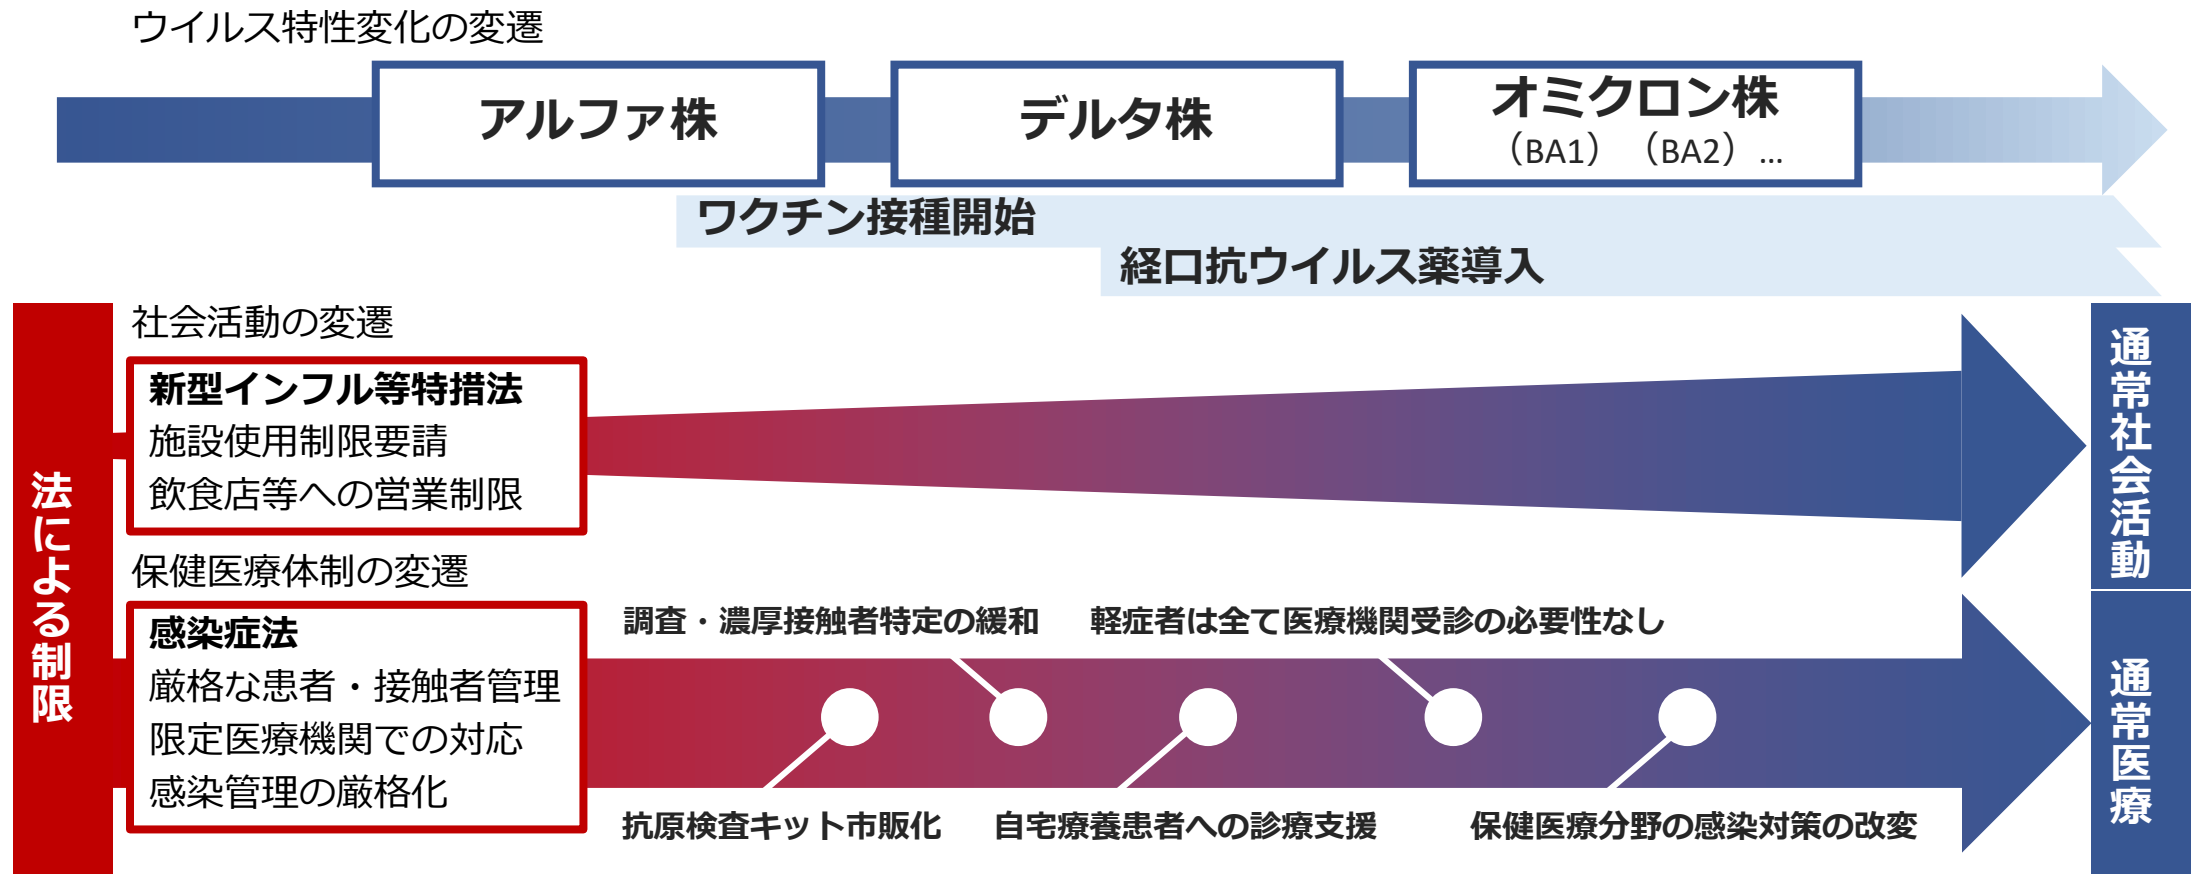 ウイルス特性変化の変遷
アルファ株
デルタ株
オミクロン株
（BA1）（BA2）…
ワクチン接種開始
経口抗ウイルス薬導入
法による制限
社会活動の変遷
新型インフル等特措法
施設使用制限要請
飲食店等への営業制限
通常社会活動
保健医療体制の変遷
感染症法
厳格な患者・接触者管理
限定医療機関での対応
感染管理の厳格化
調査・濃厚接触者特定の緩和
軽症者は全て医療機関受診の必要性なし
抗原検査キット市販化
自宅療養患者への診療支援
保健医療分野の感染対策の改変
通常医療